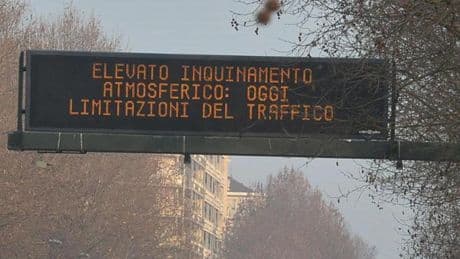 ELEVATO INQUINAMENTO
ATMOSFERICO: OGGI
LIMITAZIONI DEL TRAFFICO